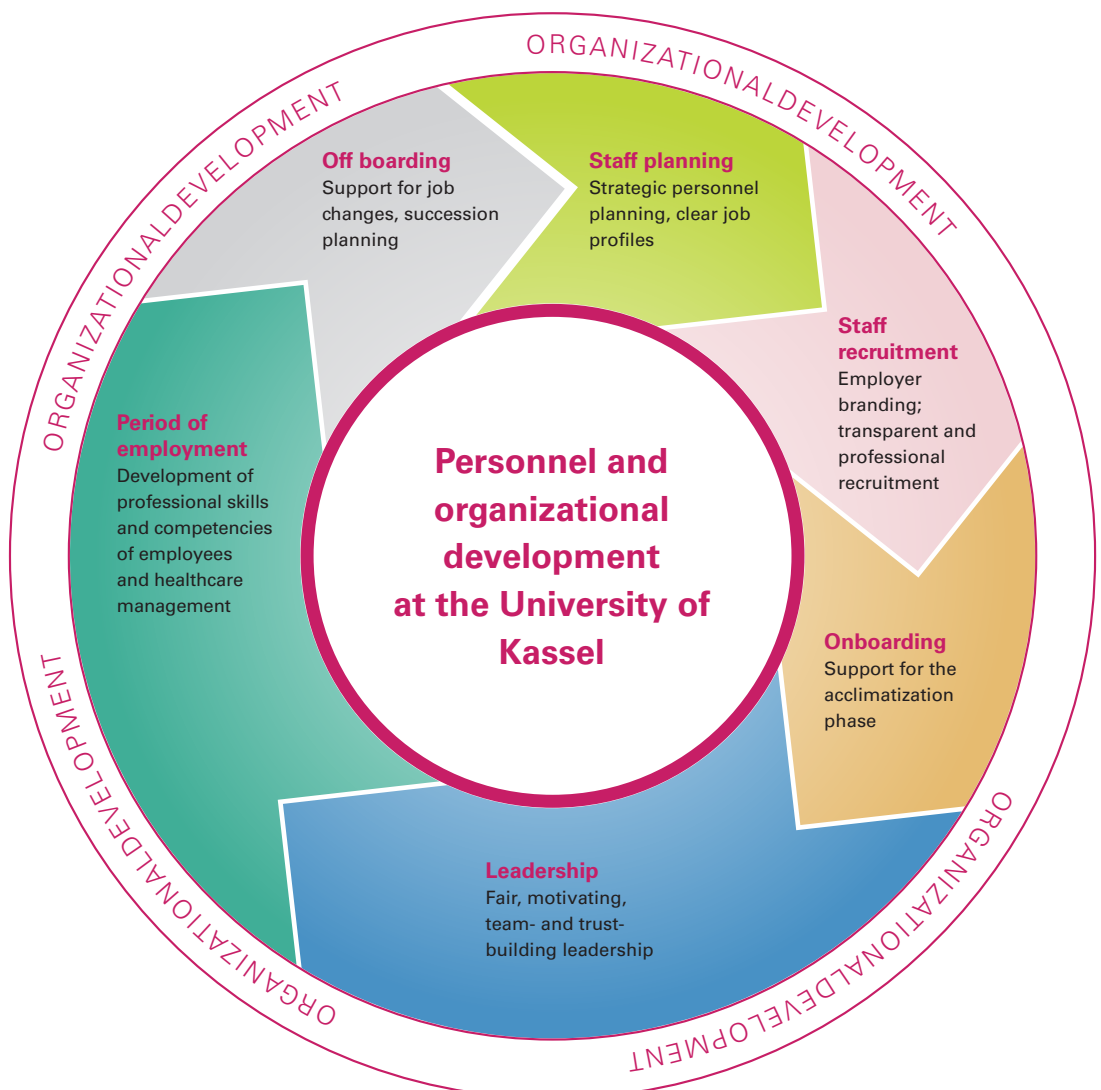 ORGANIZATIONALDEVELOPMENT
ORGANIZATIONALDEVELOPMENT
Off boarding
Support for job
changes, succession
planning
Staff planning
Strategic personnel
planning, clear job
profiles
Staff
recruitment
Employer
branding;
transparent and
professional
recruitment
Period of
employment
Development of
professional skills
and competencies
of employees
and healthcare
management
Personnel and
organizational
development
at the University of
Kassel
Onboarding
Support for the
acclimatization
phase
Leadership
Fair, motivating,
team- and trust-
building leadership
ORGANIZATIONALDEVELOPMENT
ORGANIZATIONALDEVELOPMENT